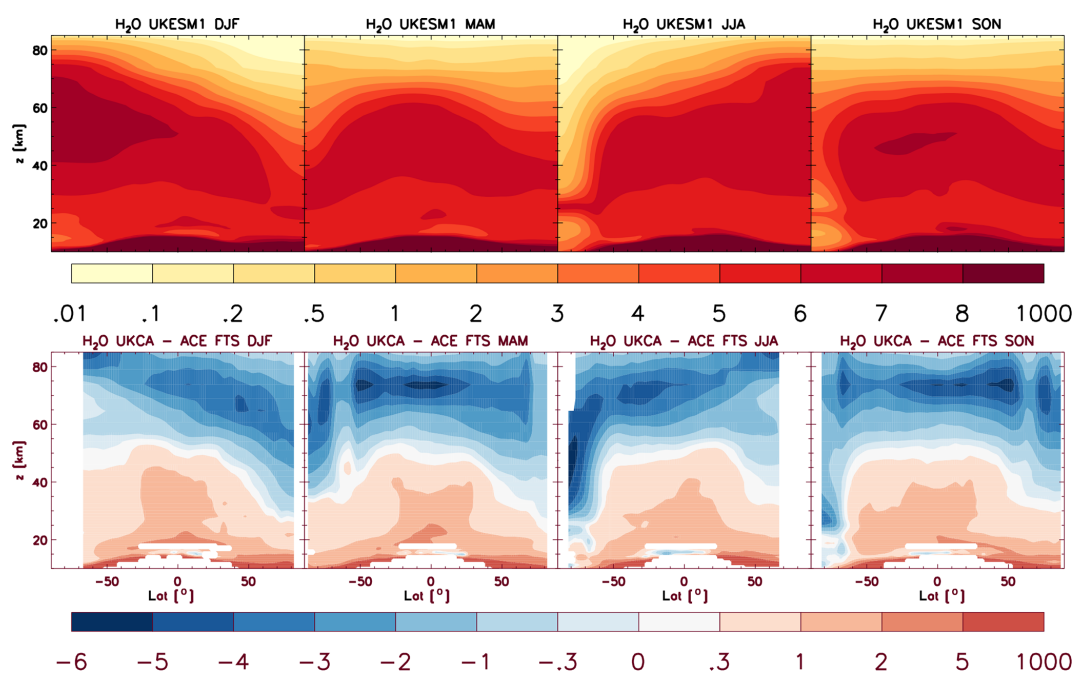 H₂O UKESM1 DJF H₂O UKESM1 MAM H₂O UKESM1 JJA H₂O UKESM1 SON
80
60
z [km]
40
20
.01 .1 .2 .5 1 2 3 4 5 6 7 8 1000
H₂O UKCA − ACE FTS DJF H₂O UKCA − ACE FTS MAM H₂O UKCA − ACE FTS JJA H₂O UKCA − ACE FTS SON
80
60
z [km]
40
20
−50 0 50 −50 0 50 −50 0 50 −50 0 50
Lat [°] Lat [°] Lat [°] Lat [°]
−6 −5 −4 −3 −2 −1 −.3 0 .3 1 2 5 1000